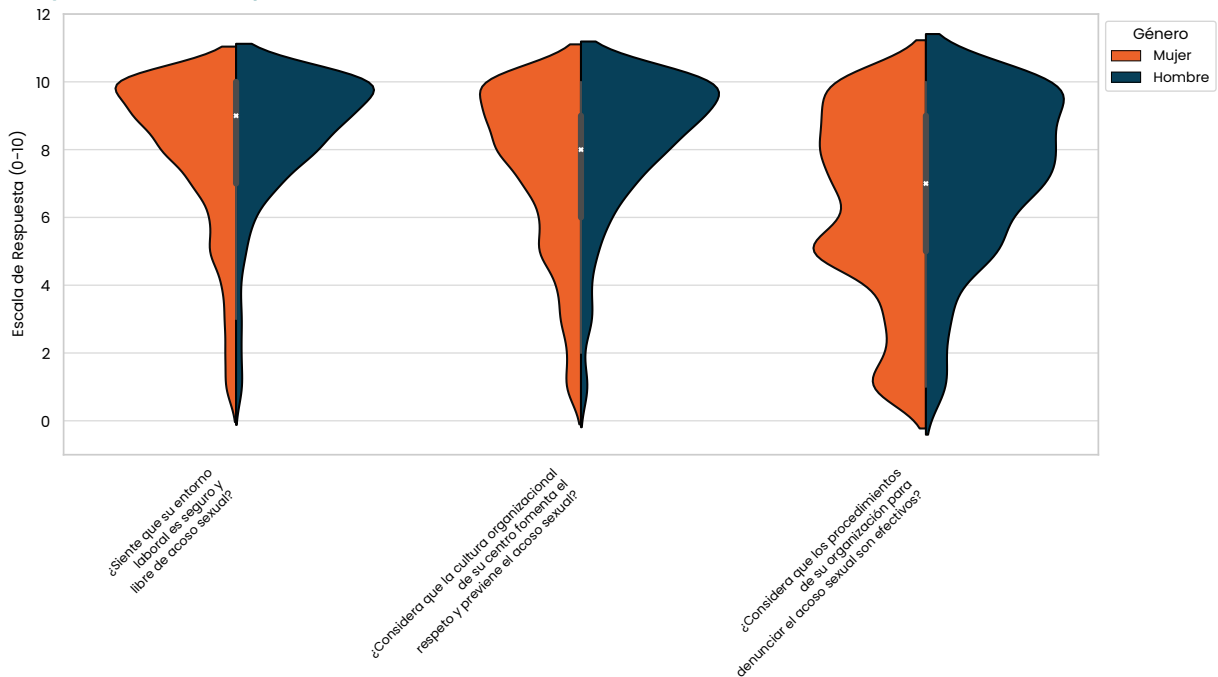 12
10
8
6
4
2
0
Escala de Respuesta (0-10)
Género
Mujer
Hombre
¿Siente que su entorno
laboral es seguro y
libre de acoso sexual?
¿Considera que la cultura organizacional
de su centro fomenta el
respeto y previene el acoso sexual?
¿Considera que los procedimientos
de su organización para
denunciar el acoso sexual son efectivos?